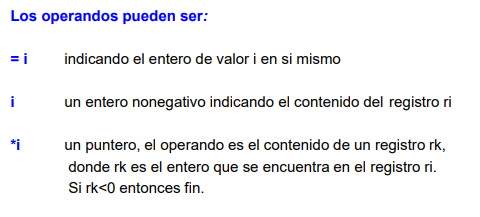 Los operandos pueden ser:
= i indicando el entero de valor i en si mismo
i un entero nonegativo indicando el contenido del registro ri
*i un puntero, el operando es el contenido de un registro rk,
donde rk es el entero que se encuentra en el registro ri.
Si rk<0 entonces fin.